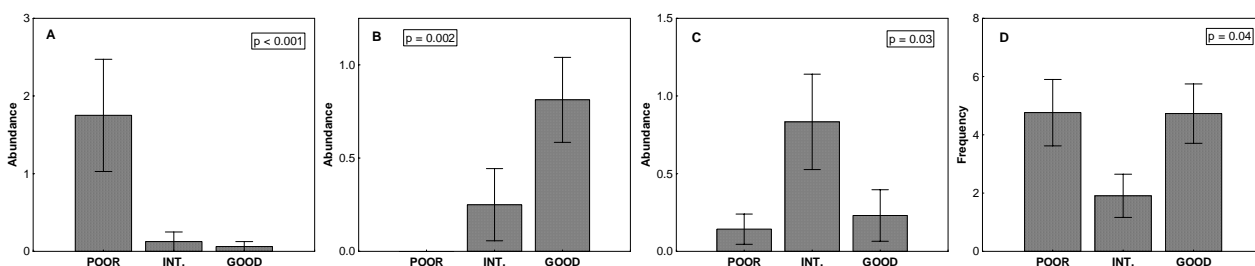 A
p < 0.001
Abundance
3
2
1
0
POOR INT. GOOD
B
p = 0.002
Abundance
1.0
0.5
0.0
POOR INT. GOOD
C
p = 0.03
Abundance
1.5
1.0
0.5
0.0
POOR INT. GOOD
D
p = 0.04
Frequency
8
6
4
2
0
POOR INT. GOOD